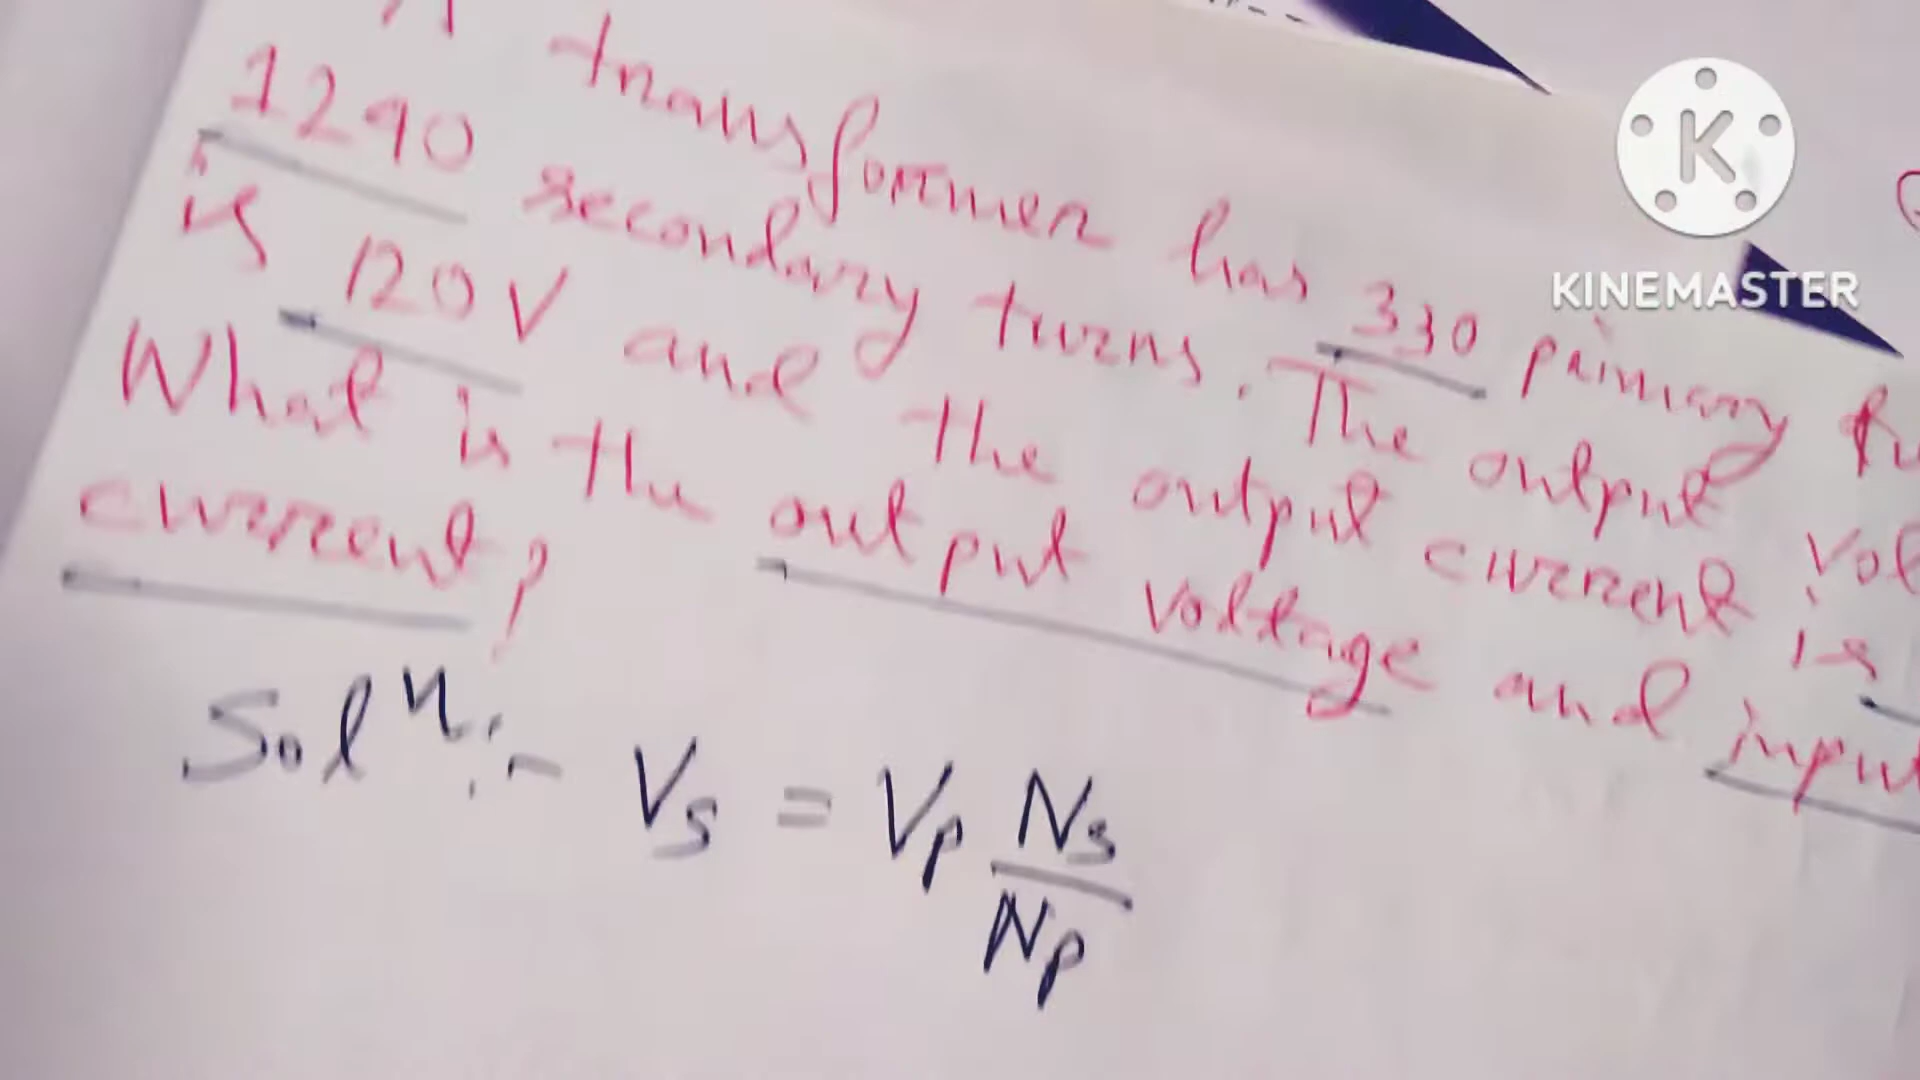 A transformer has 330 primary
1240 secondary turns. The output
is 120V and the output current is
What is the output voltage and input
current?
Solⁿ:- Vs = Vp Ns/Np
KINEMASTER